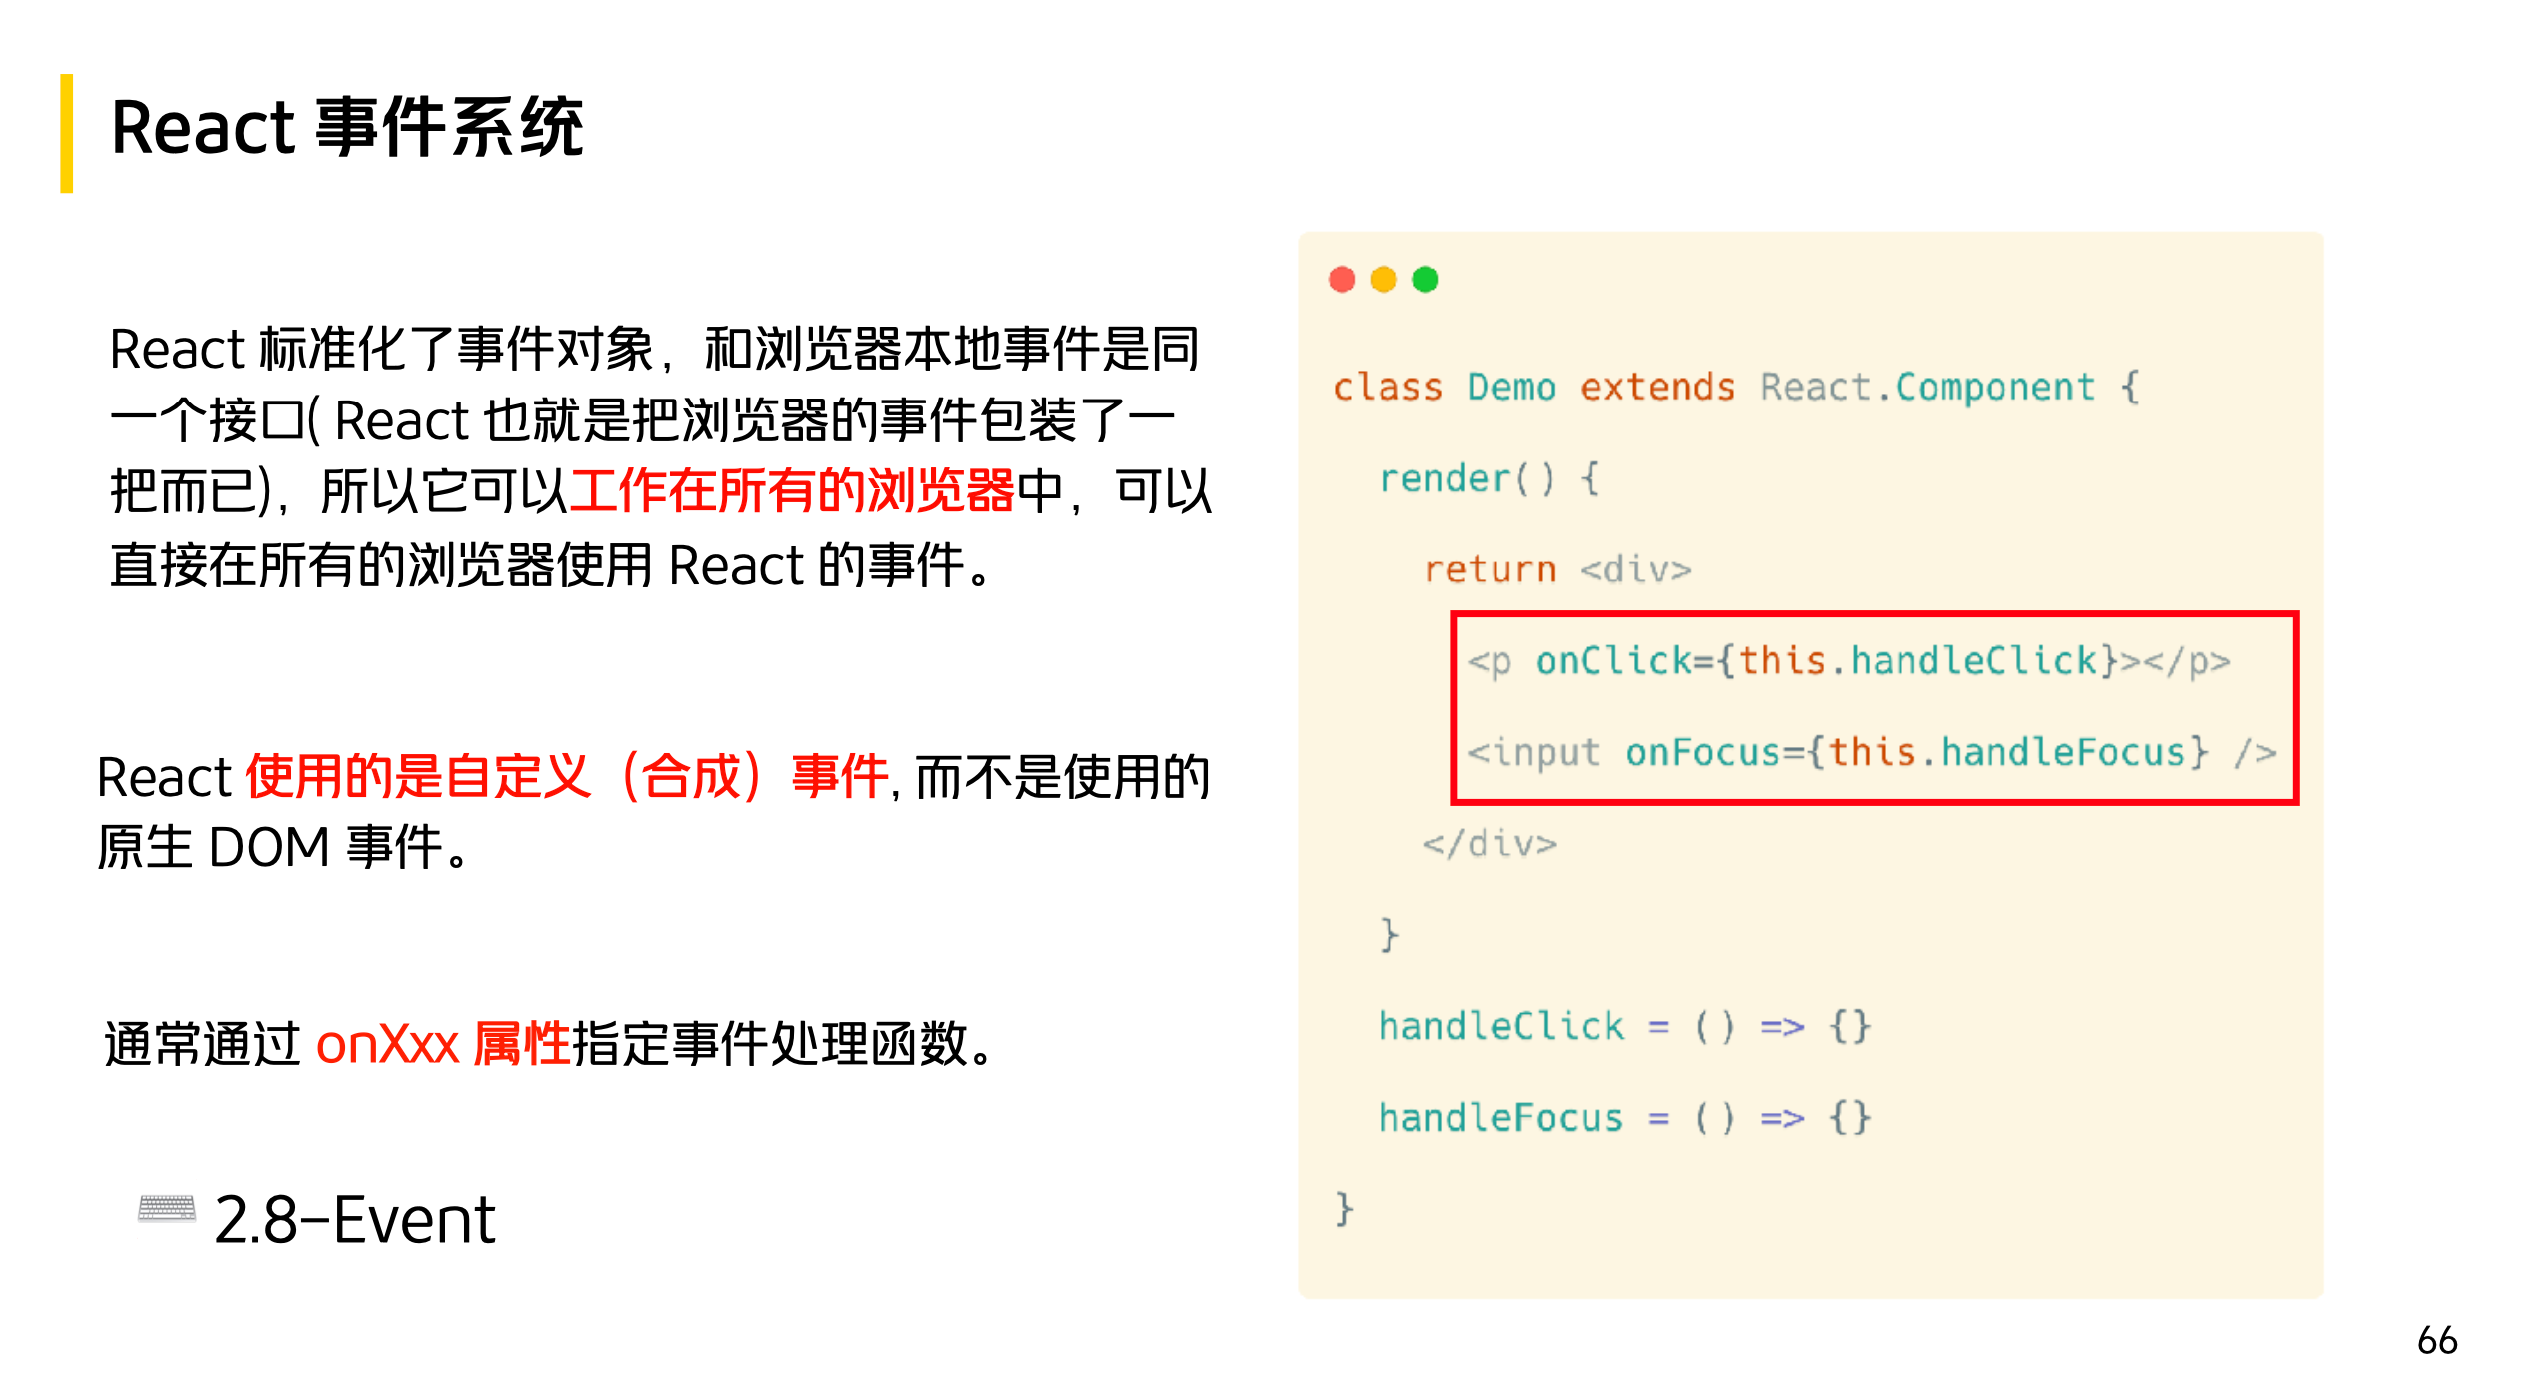 React 事件系统
React 标准化了事件对象，和浏览器本地事件是同
一个接口( React 也就是把浏览器的事件包装了一
把而已)，所以它可以工作在所有的浏览器中，可以
直接在所有的浏览器使用 React 的事件。
React 使用的是自定义（合成）事件, 而不是使用的
原生 DOM 事件。
通常通过 onXxx 属性指定事件处理函数。
2.8-Event
class Demo extends React.Component {
render() {
return <div>
<p onClick={this.handleClick}></p>
<input onFocus={this.handleFocus} />
</div>
}
handleClick = () => {}
handleFocus = () => {}
}
66